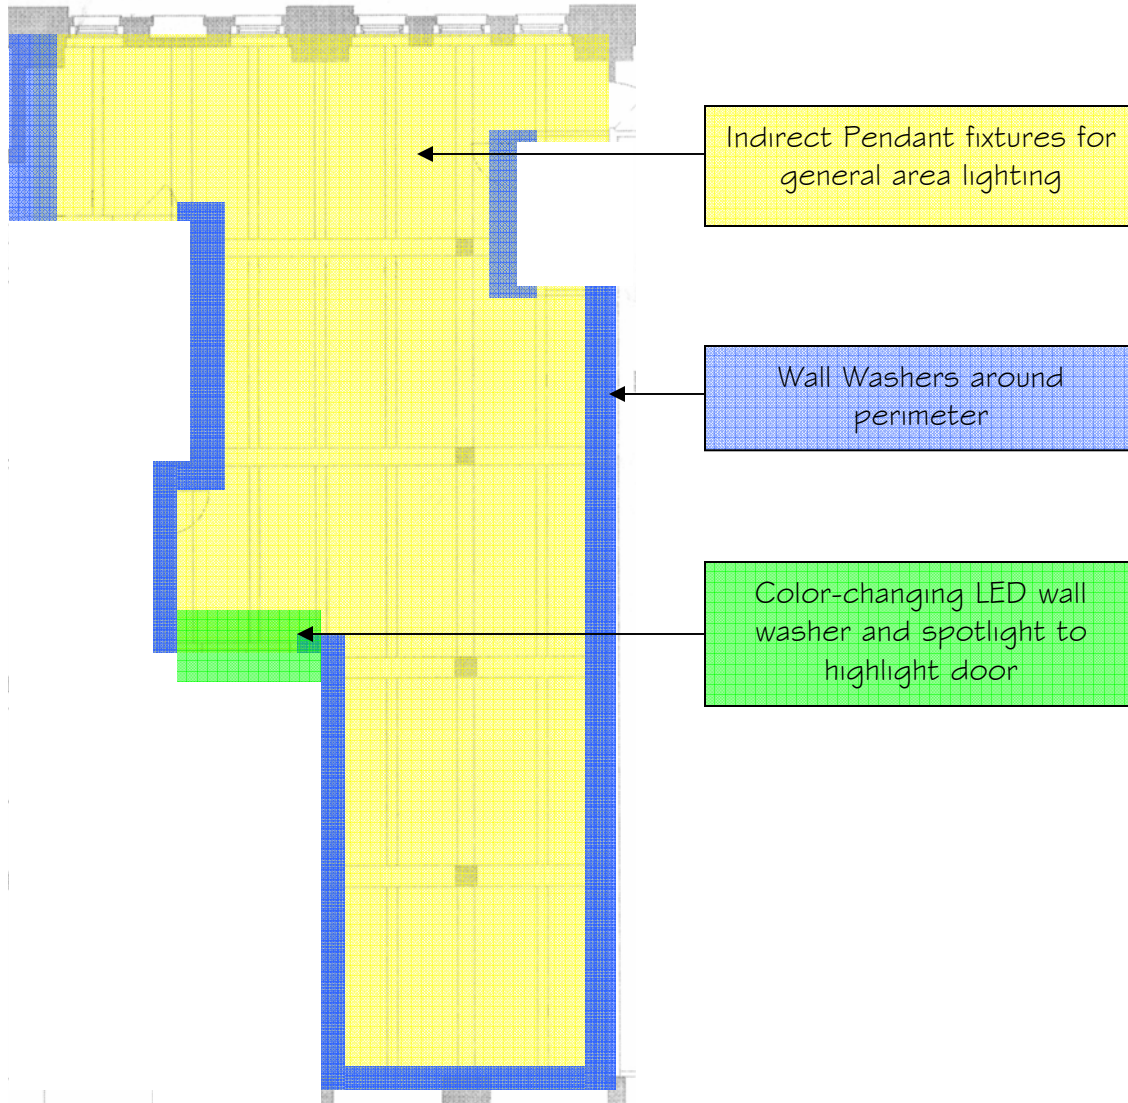 Indirect Pendant fixtures for
general area lighting
Wall Washers around
perimeter
Color-changing LED wall
washer and spotlight to
highlight door